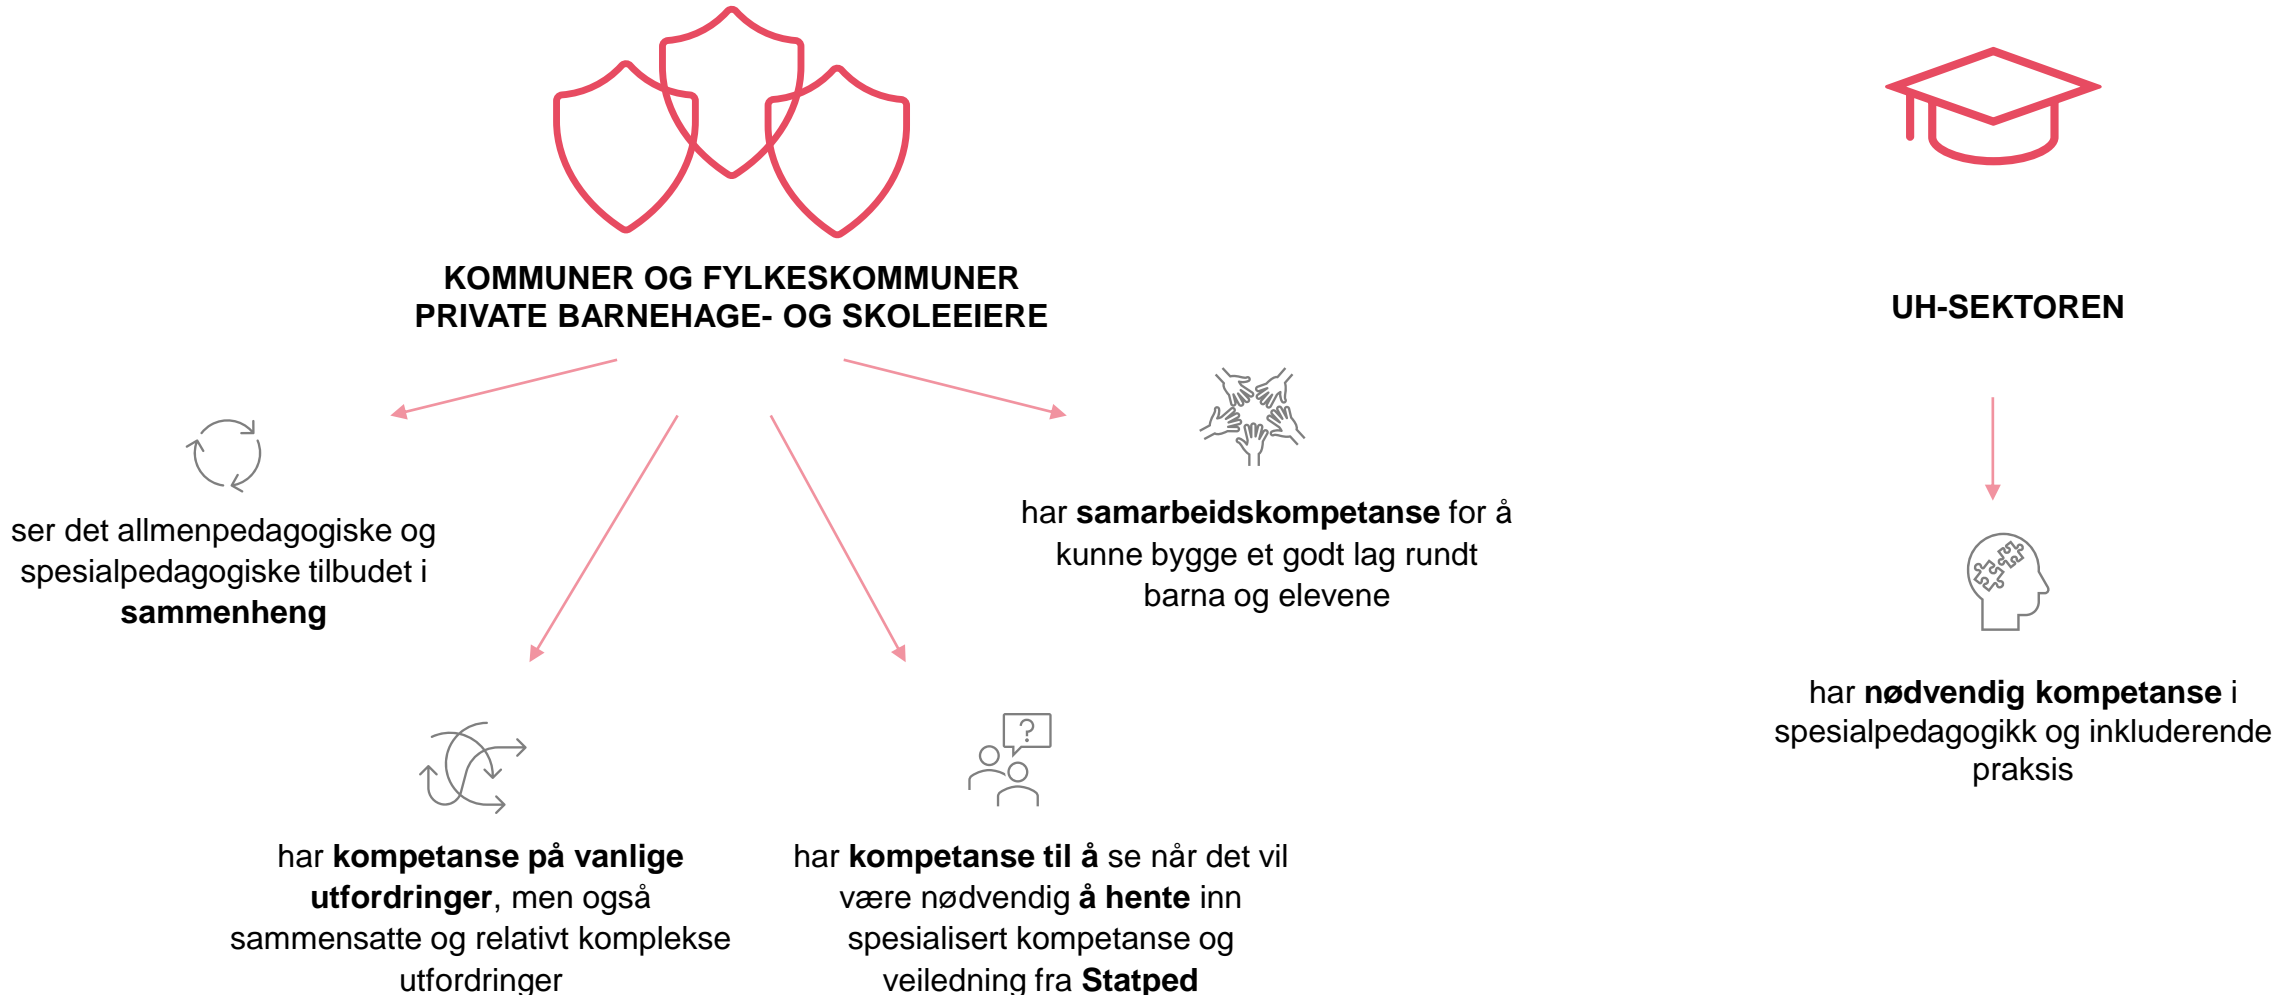 KOMMUNER OG FYLKESKOMMUNER
PRIVATE BARNEHAGE- OG SKOLEEIERE
UH-SEKTOREN
ser det allmenpedagogiske og
spesialpedagogiske tilbudet i
sammenheng
har kompetanse på vanlige
utfordringer, men også
sammensatte og relativt komplekse
utfordringer
?
har kompetanse til å se når det vil
være nødvendig å hente inn
spesialisert kompetanse og
veiledning fra Statped
har samarbeidskompetanse for å
kunne bygge et godt lag rundt
barna og elevene
har nødvendig kompetanse i
spesialpedagogikk og inkluderende
praksis